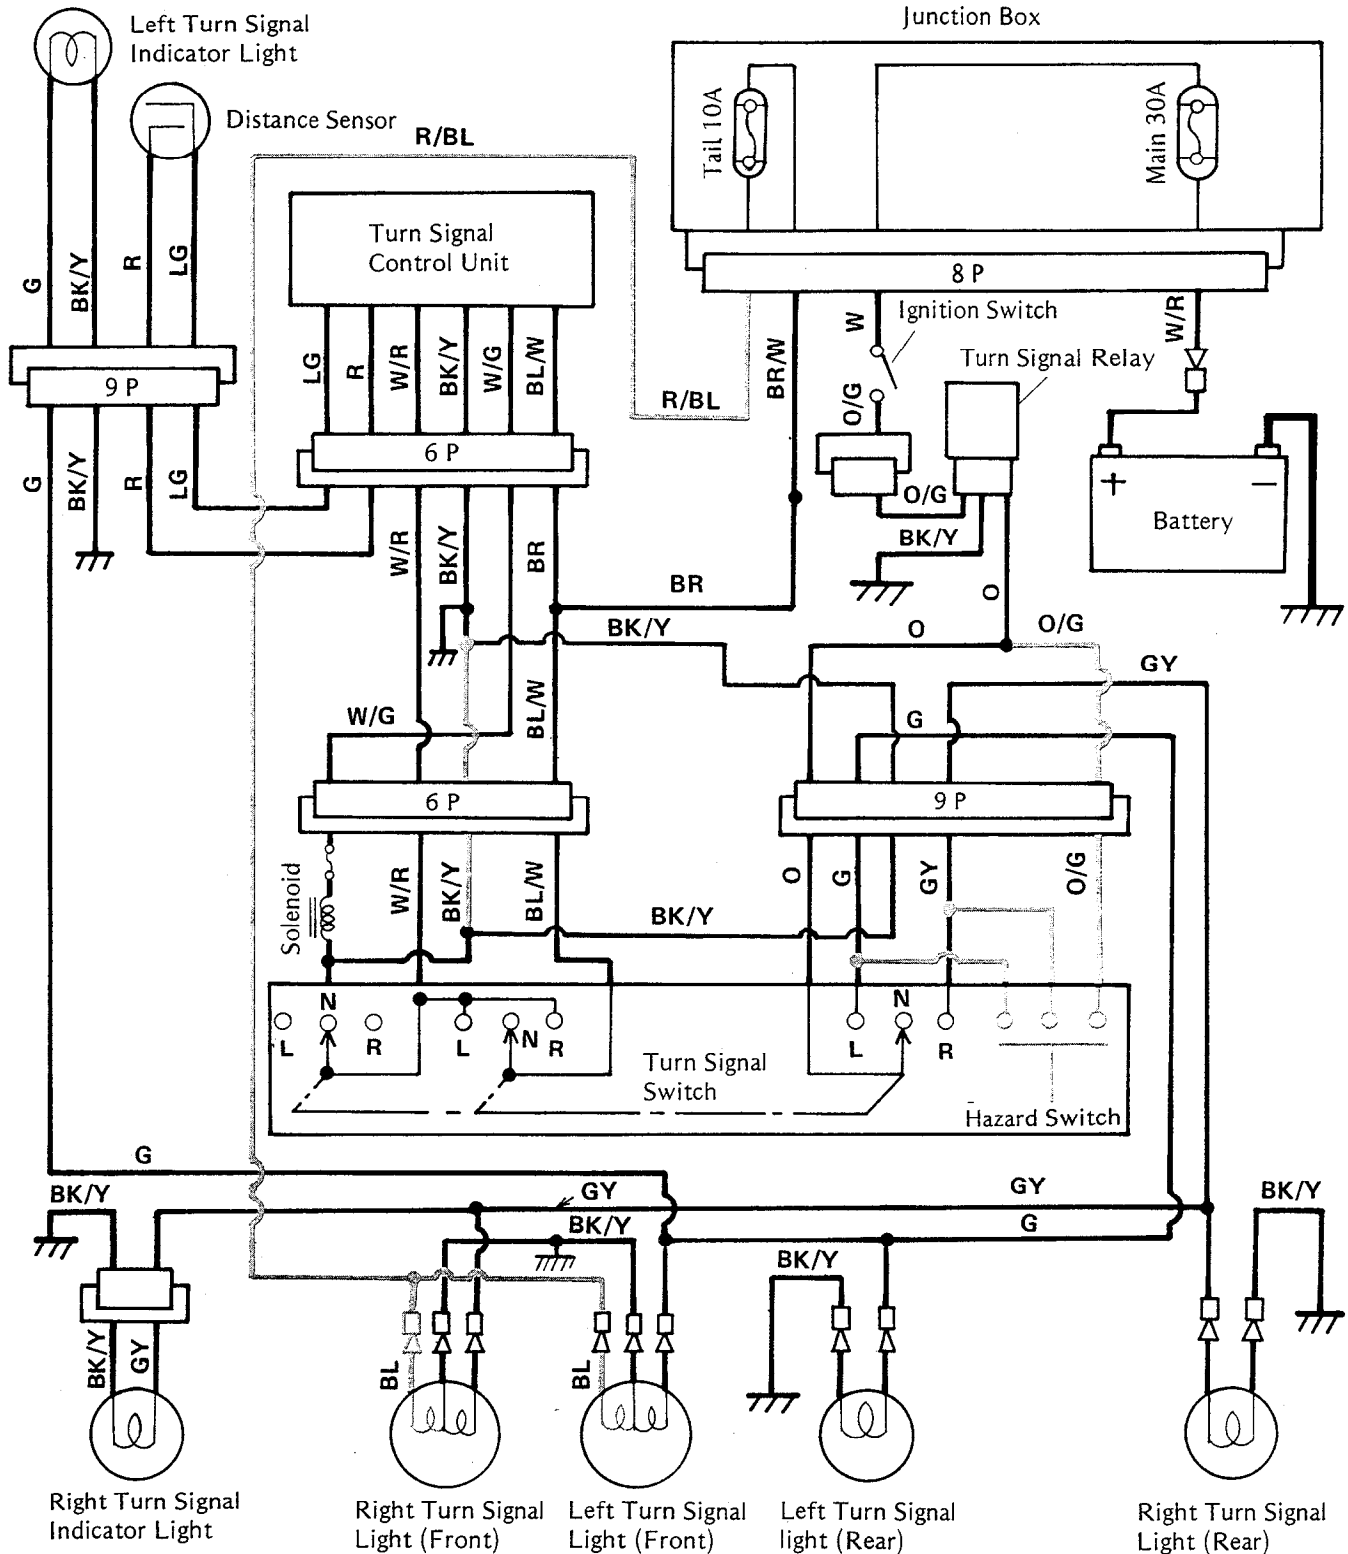 Junction Box
Left Turn Signal
Indicator Light
Distance Sensor
R/BL
Tail 10A
Main 30A
Turn Signal
Control Unit
8 P
G
BK/Y
R
LG
W
Ignition Switch
W/R
Turn Signal Relay
LG
R
W/R
BK/Y
W/G
BL/W
BR/W
R/BL
O/G
9 P
6 P
+
−
Battery
G
BK/Y
R
LG
O/G
BK/Y
W/R
BK/Y
BR
BR
O
BK/Y
O
O/G
GY
W/G
BL/W
G
6 P
9 P
Solenoid
W/R
BK/Y
BL/W
BK/Y
O
G
GY
O/G
N
L
R
L
N
R
N
L
R
Turn Signal
Switch
Hazard Switch
G
BK/Y
GY
GY
BK/Y
BK/Y
G
BK/Y
BK/Y
GY
BL
BL
Right Turn Signal
Indicator Light
Right Turn Signal
Light (Front)
Left Turn Signal
Light (Front)
Left Turn Signal
light (Rear)
Right Turn Signal
Light (Rear)